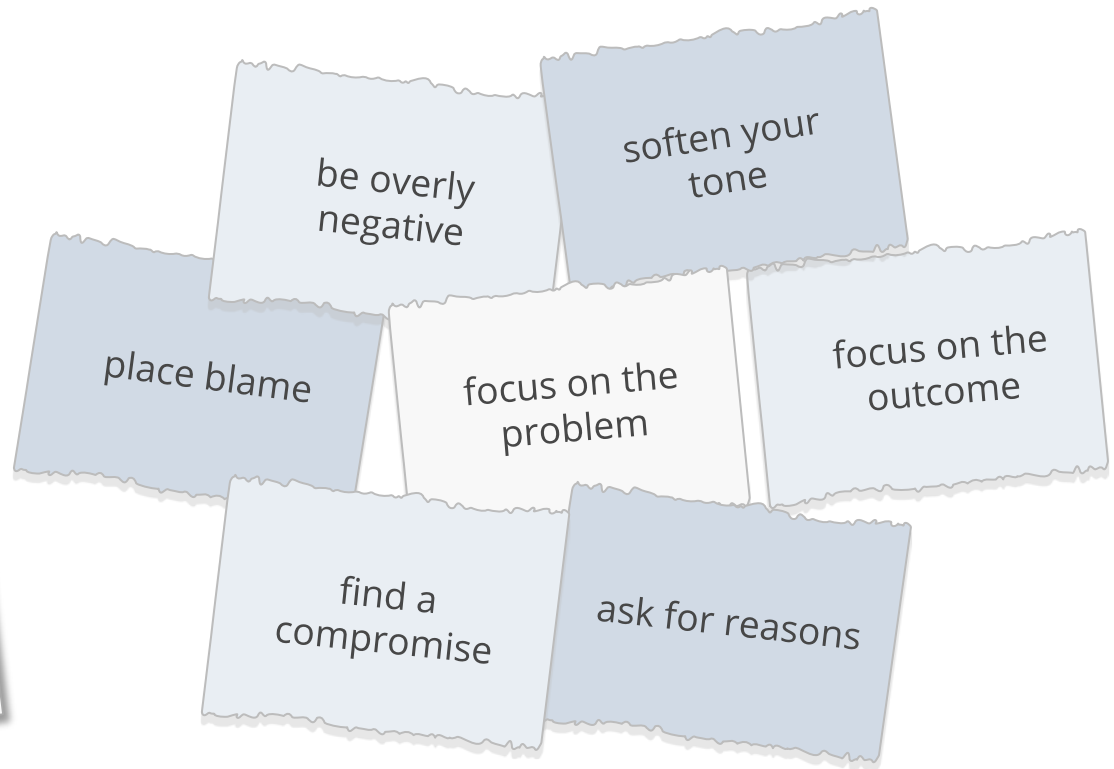 be overly
negative
soften your
tone
place blame
focus on the
problem
focus on the
outcome
find a
compromise
ask for reasons